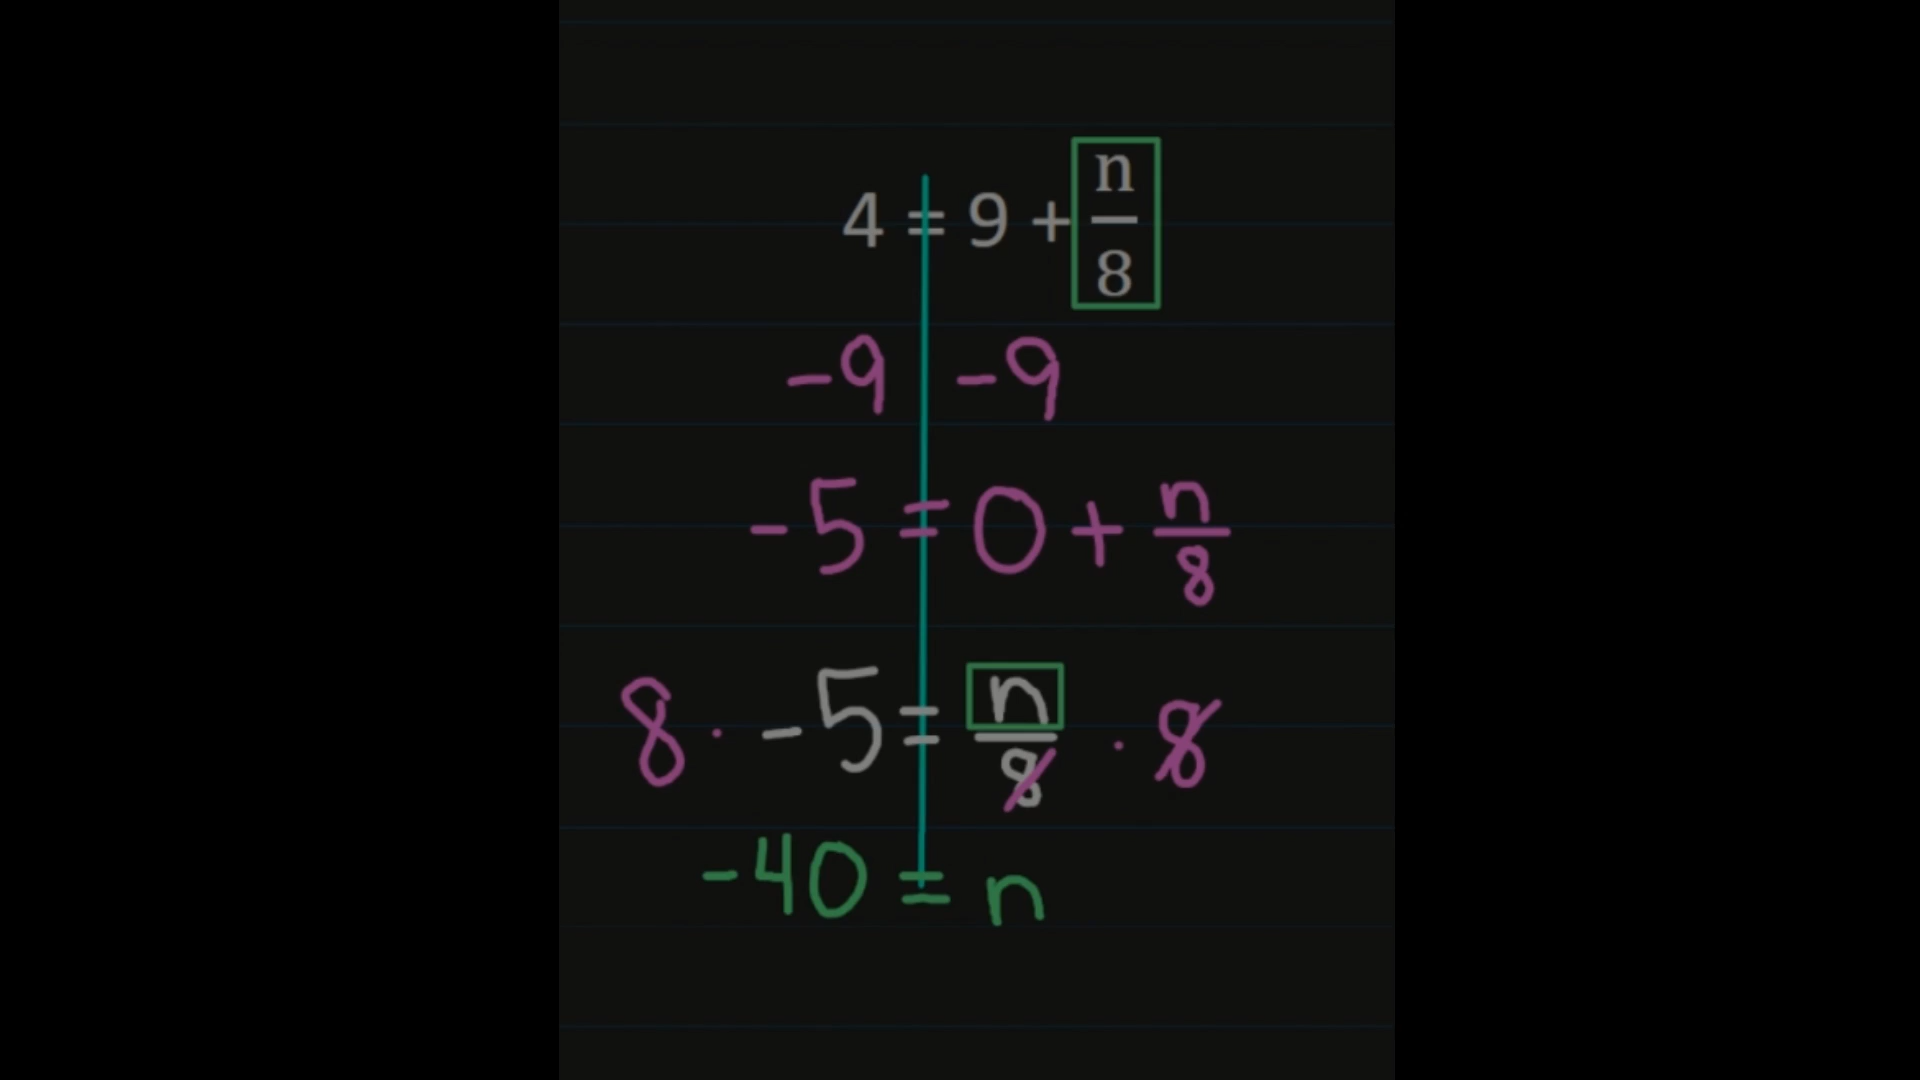 4 = 9 + n/8
-9 -9
-5 = 0 + n/8
8 · -5 = n/8 · 8
-40 = n